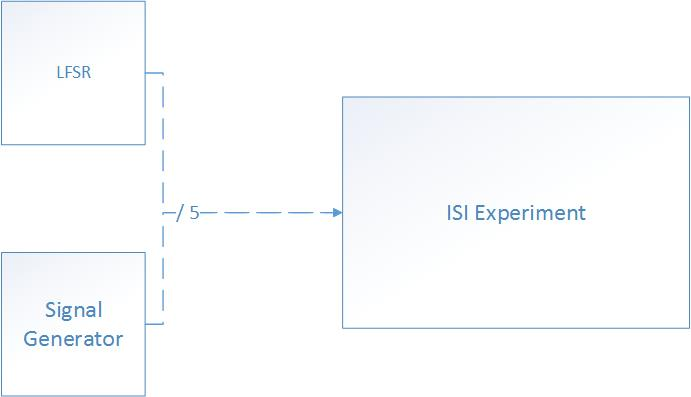 LFSR
/ 5
ISI Experiment
Signal
Generator